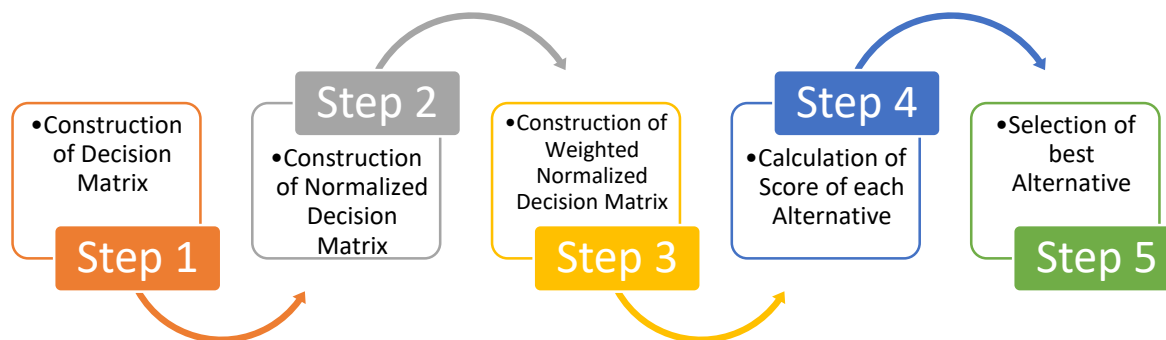 •Construction
of Decision
Matrix
Step 1
Step 2
•Construction
of Normalized
Decision
Matrix
•Construction of
Weighted
Normalized
Decision Matrix
Step 3
Step 4
•Calculation of
Score of each
Alternative
•Selection of
best
Alternative
Step 5